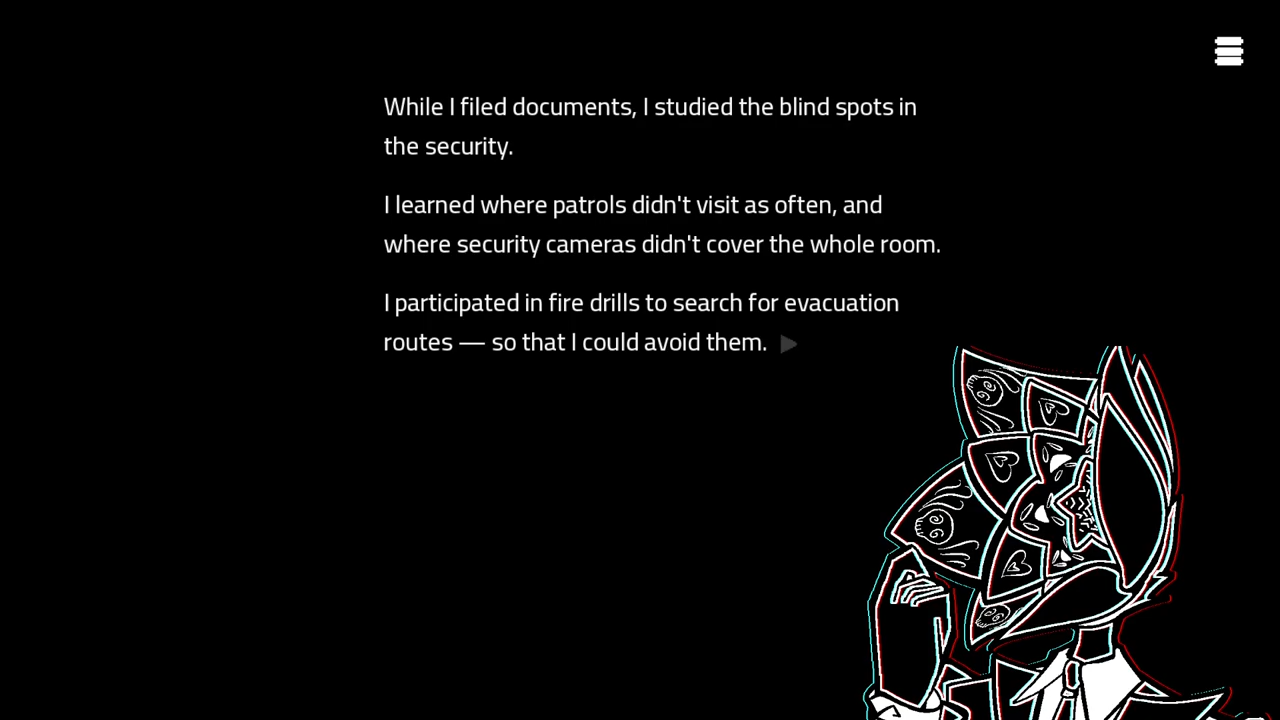 While I filed documents, I studied the blind spots in
the security.
I learned where patrols didn't visit as often, and
where security cameras didn't cover the whole room.
I participated in fire drills to search for evacuation
routes — so that I could avoid them.